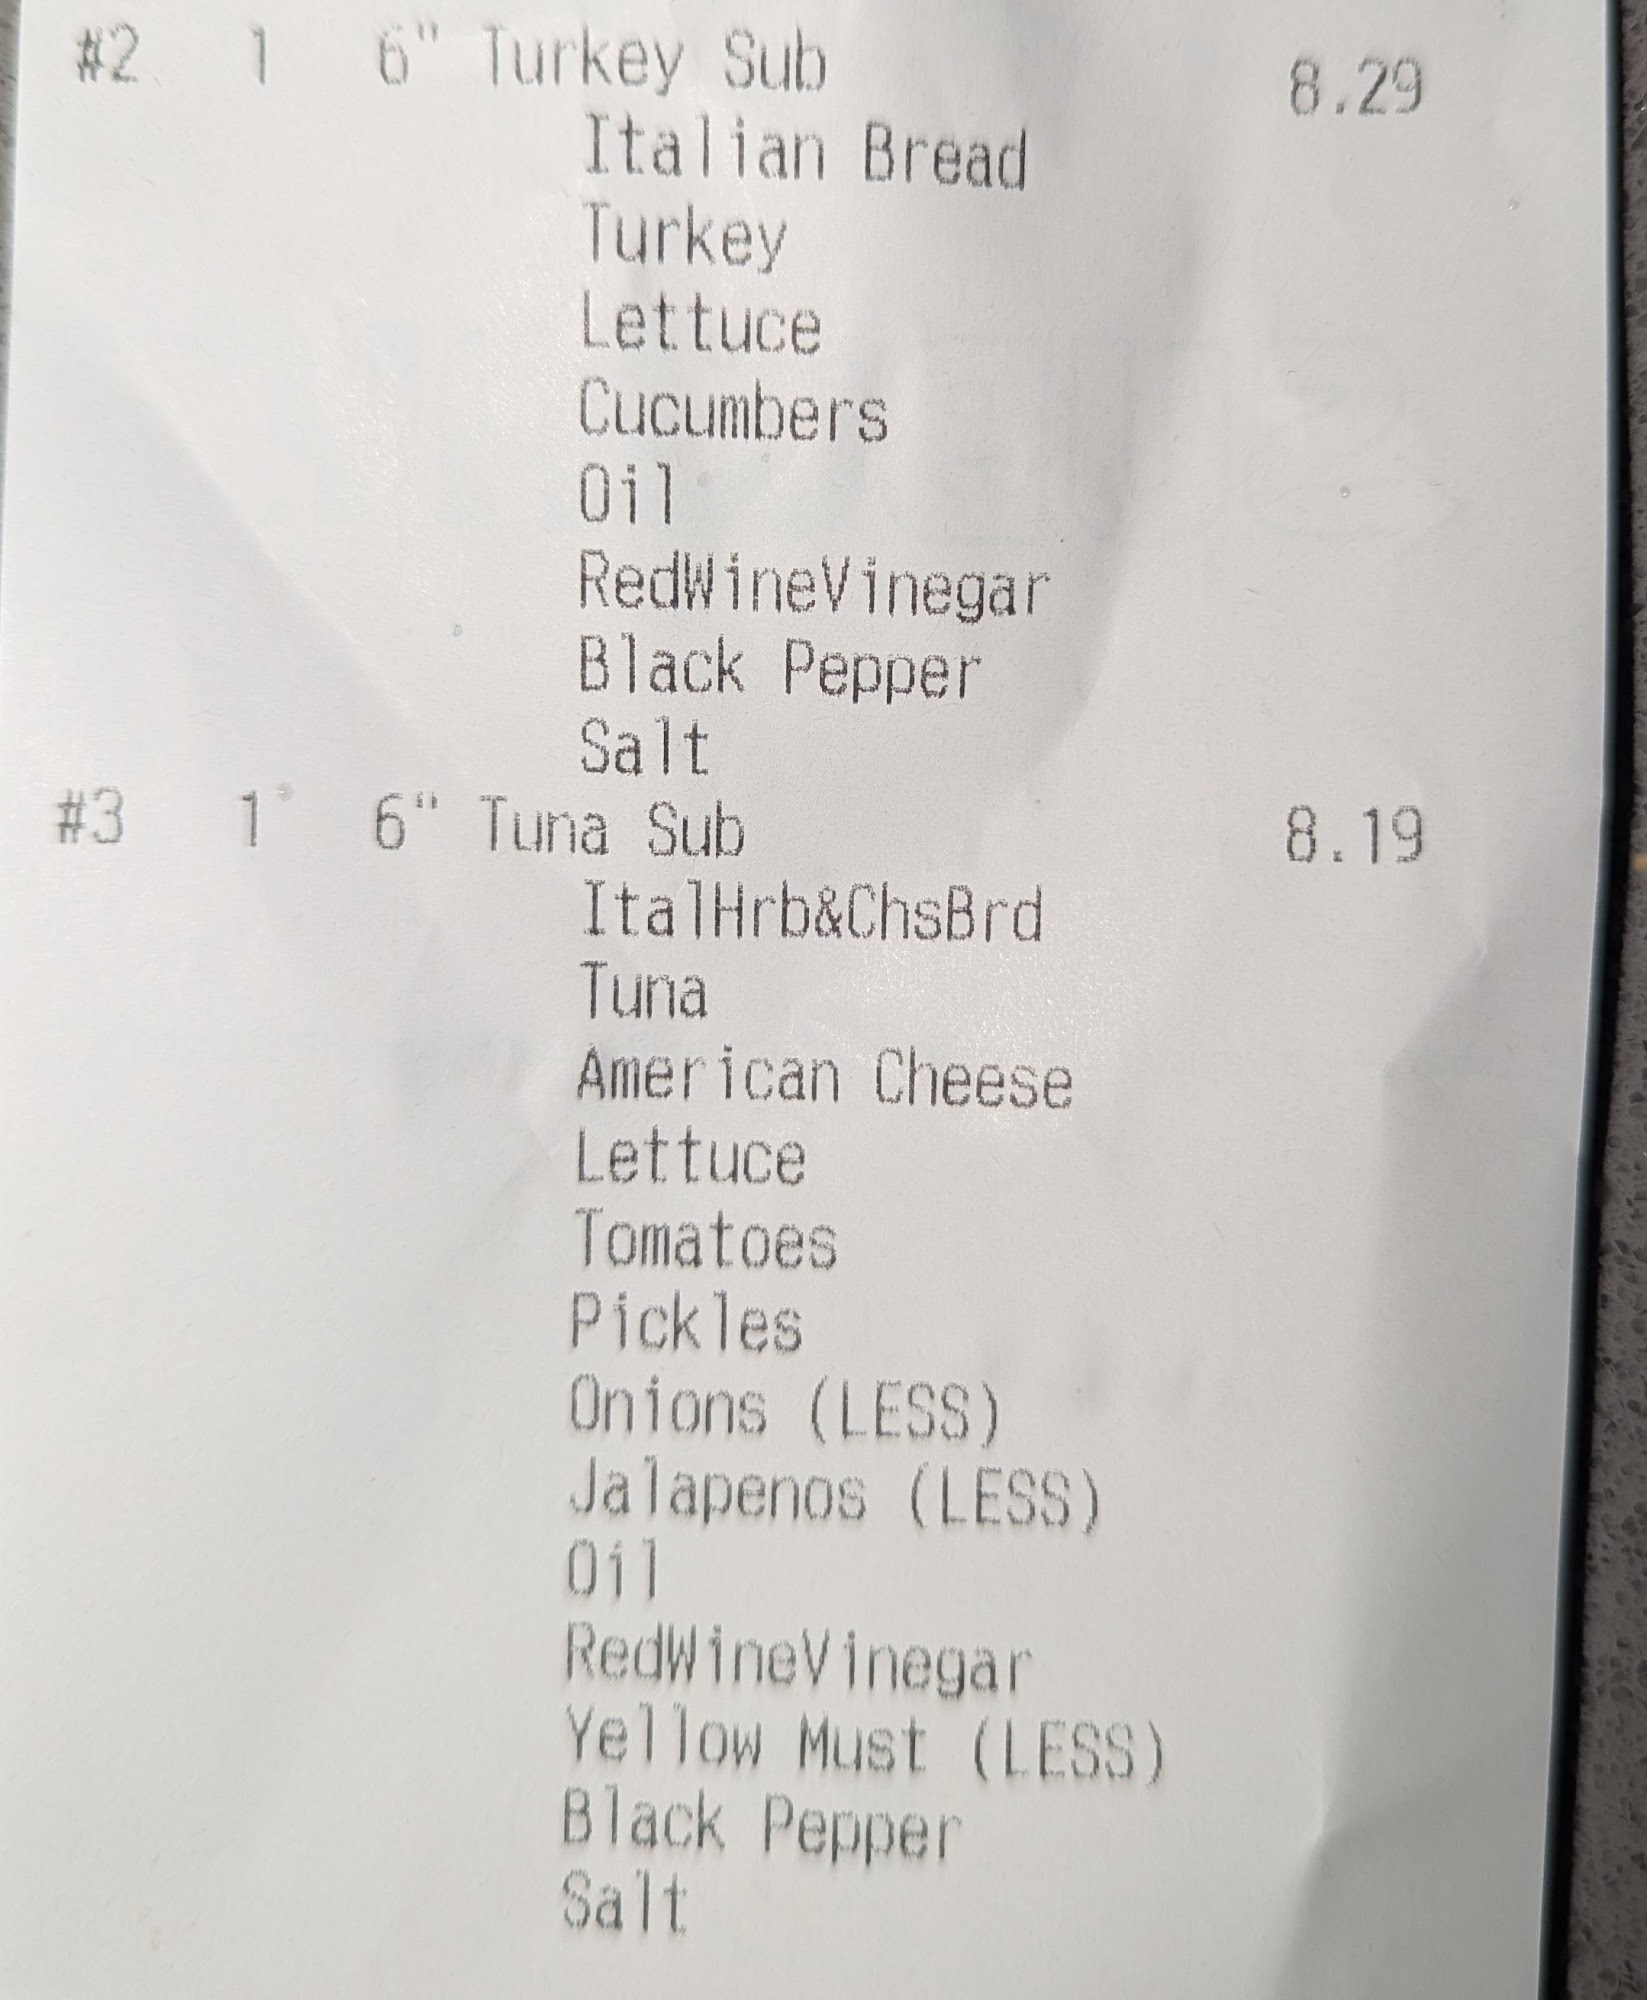 #2 1 6" Turkey Sub 8.29
Italian Bread
Turkey
Lettuce
Cucumbers
Oil
RedWineVinegar
Black Pepper
Salt
#3 1 6" Tuna Sub 8.19
ItalHrb&ChsBrd
Tuna
American Cheese
Lettuce
Tomatoes
Pickles
Onions (LESS)
Jalapenos (LESS)
Oil
RedWineVinegar
Yellow Must (LESS)
Black Pepper
Salt